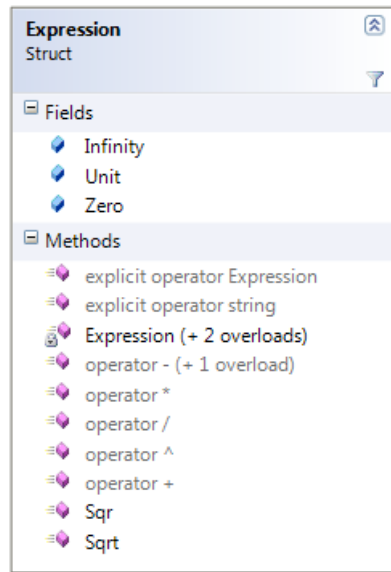 Expression
Struct
Fields
Infinity
Unit
Zero
Methods
explicit operator Expression
explicit operator string
Expression (+ 2 overloads)
operator - (+ 1 overload)
operator *
operator /
operator ^
operator +
Sqr
Sqrt